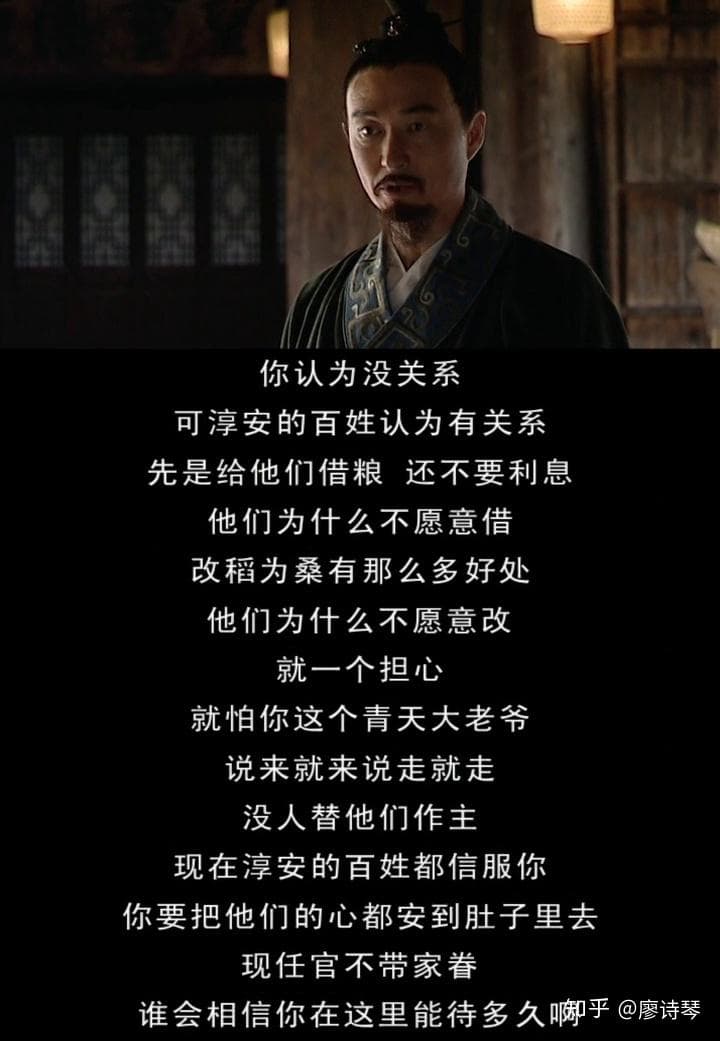 你认为没关系
可淳安的百姓认为有关系
先是给他们借粮 还不要利息
他们为什么不愿意借
改稻为桑有那么多好处
他们为什么不愿意改
就一个担心
就怕你这个青天大老爷
说来就来说走就走
没人替他们作主
现在淳安的百姓都信服你
你要把他们的心都安到肚子里去
现任官不带家眷
谁会相信你在这里能待多久啊
知乎 @廖诗琴